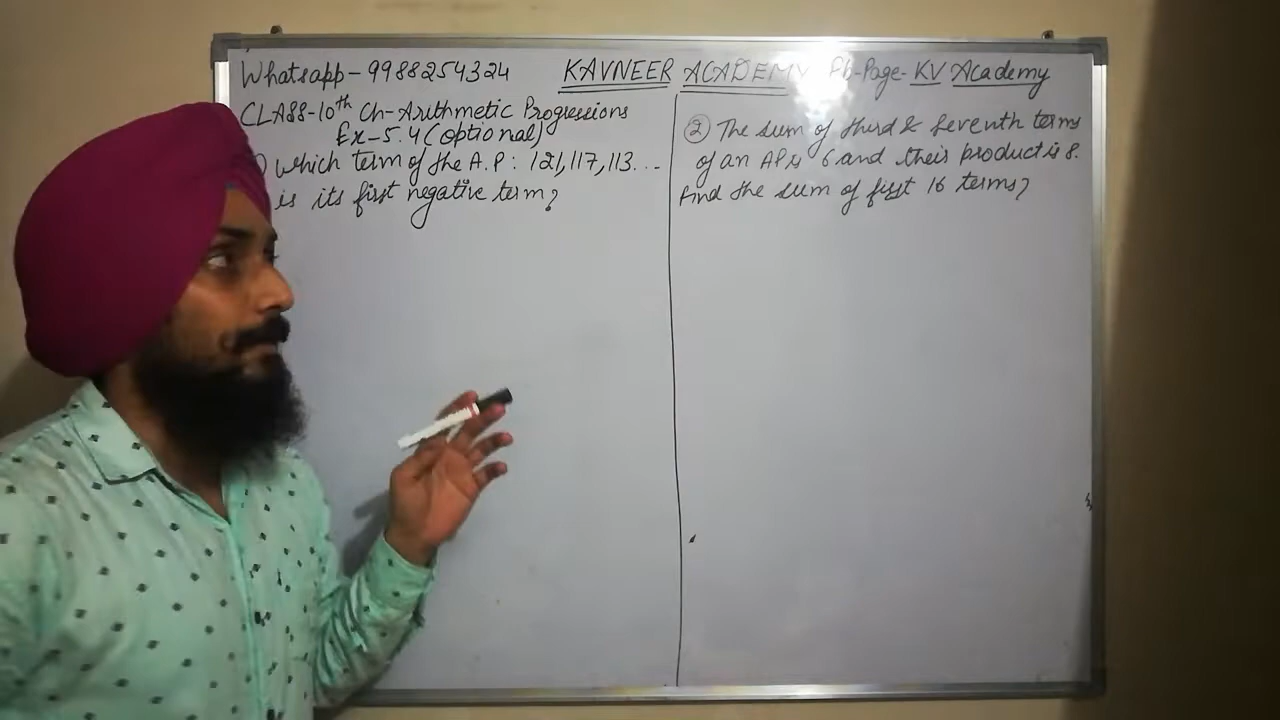 Whatsapp-9988254324 KAVNEER ACADEMY Fb-Page-KV Academy
CLASS-10th Ch-Arithmetic Progressions
Ex-5.4 (optional)
) Which term of the A.P: 121,117,113...
is its first negative term?
② The sum of third & seventh terms
of an AP is 6 and their product is 8.
Find the sum of first 16 terms?